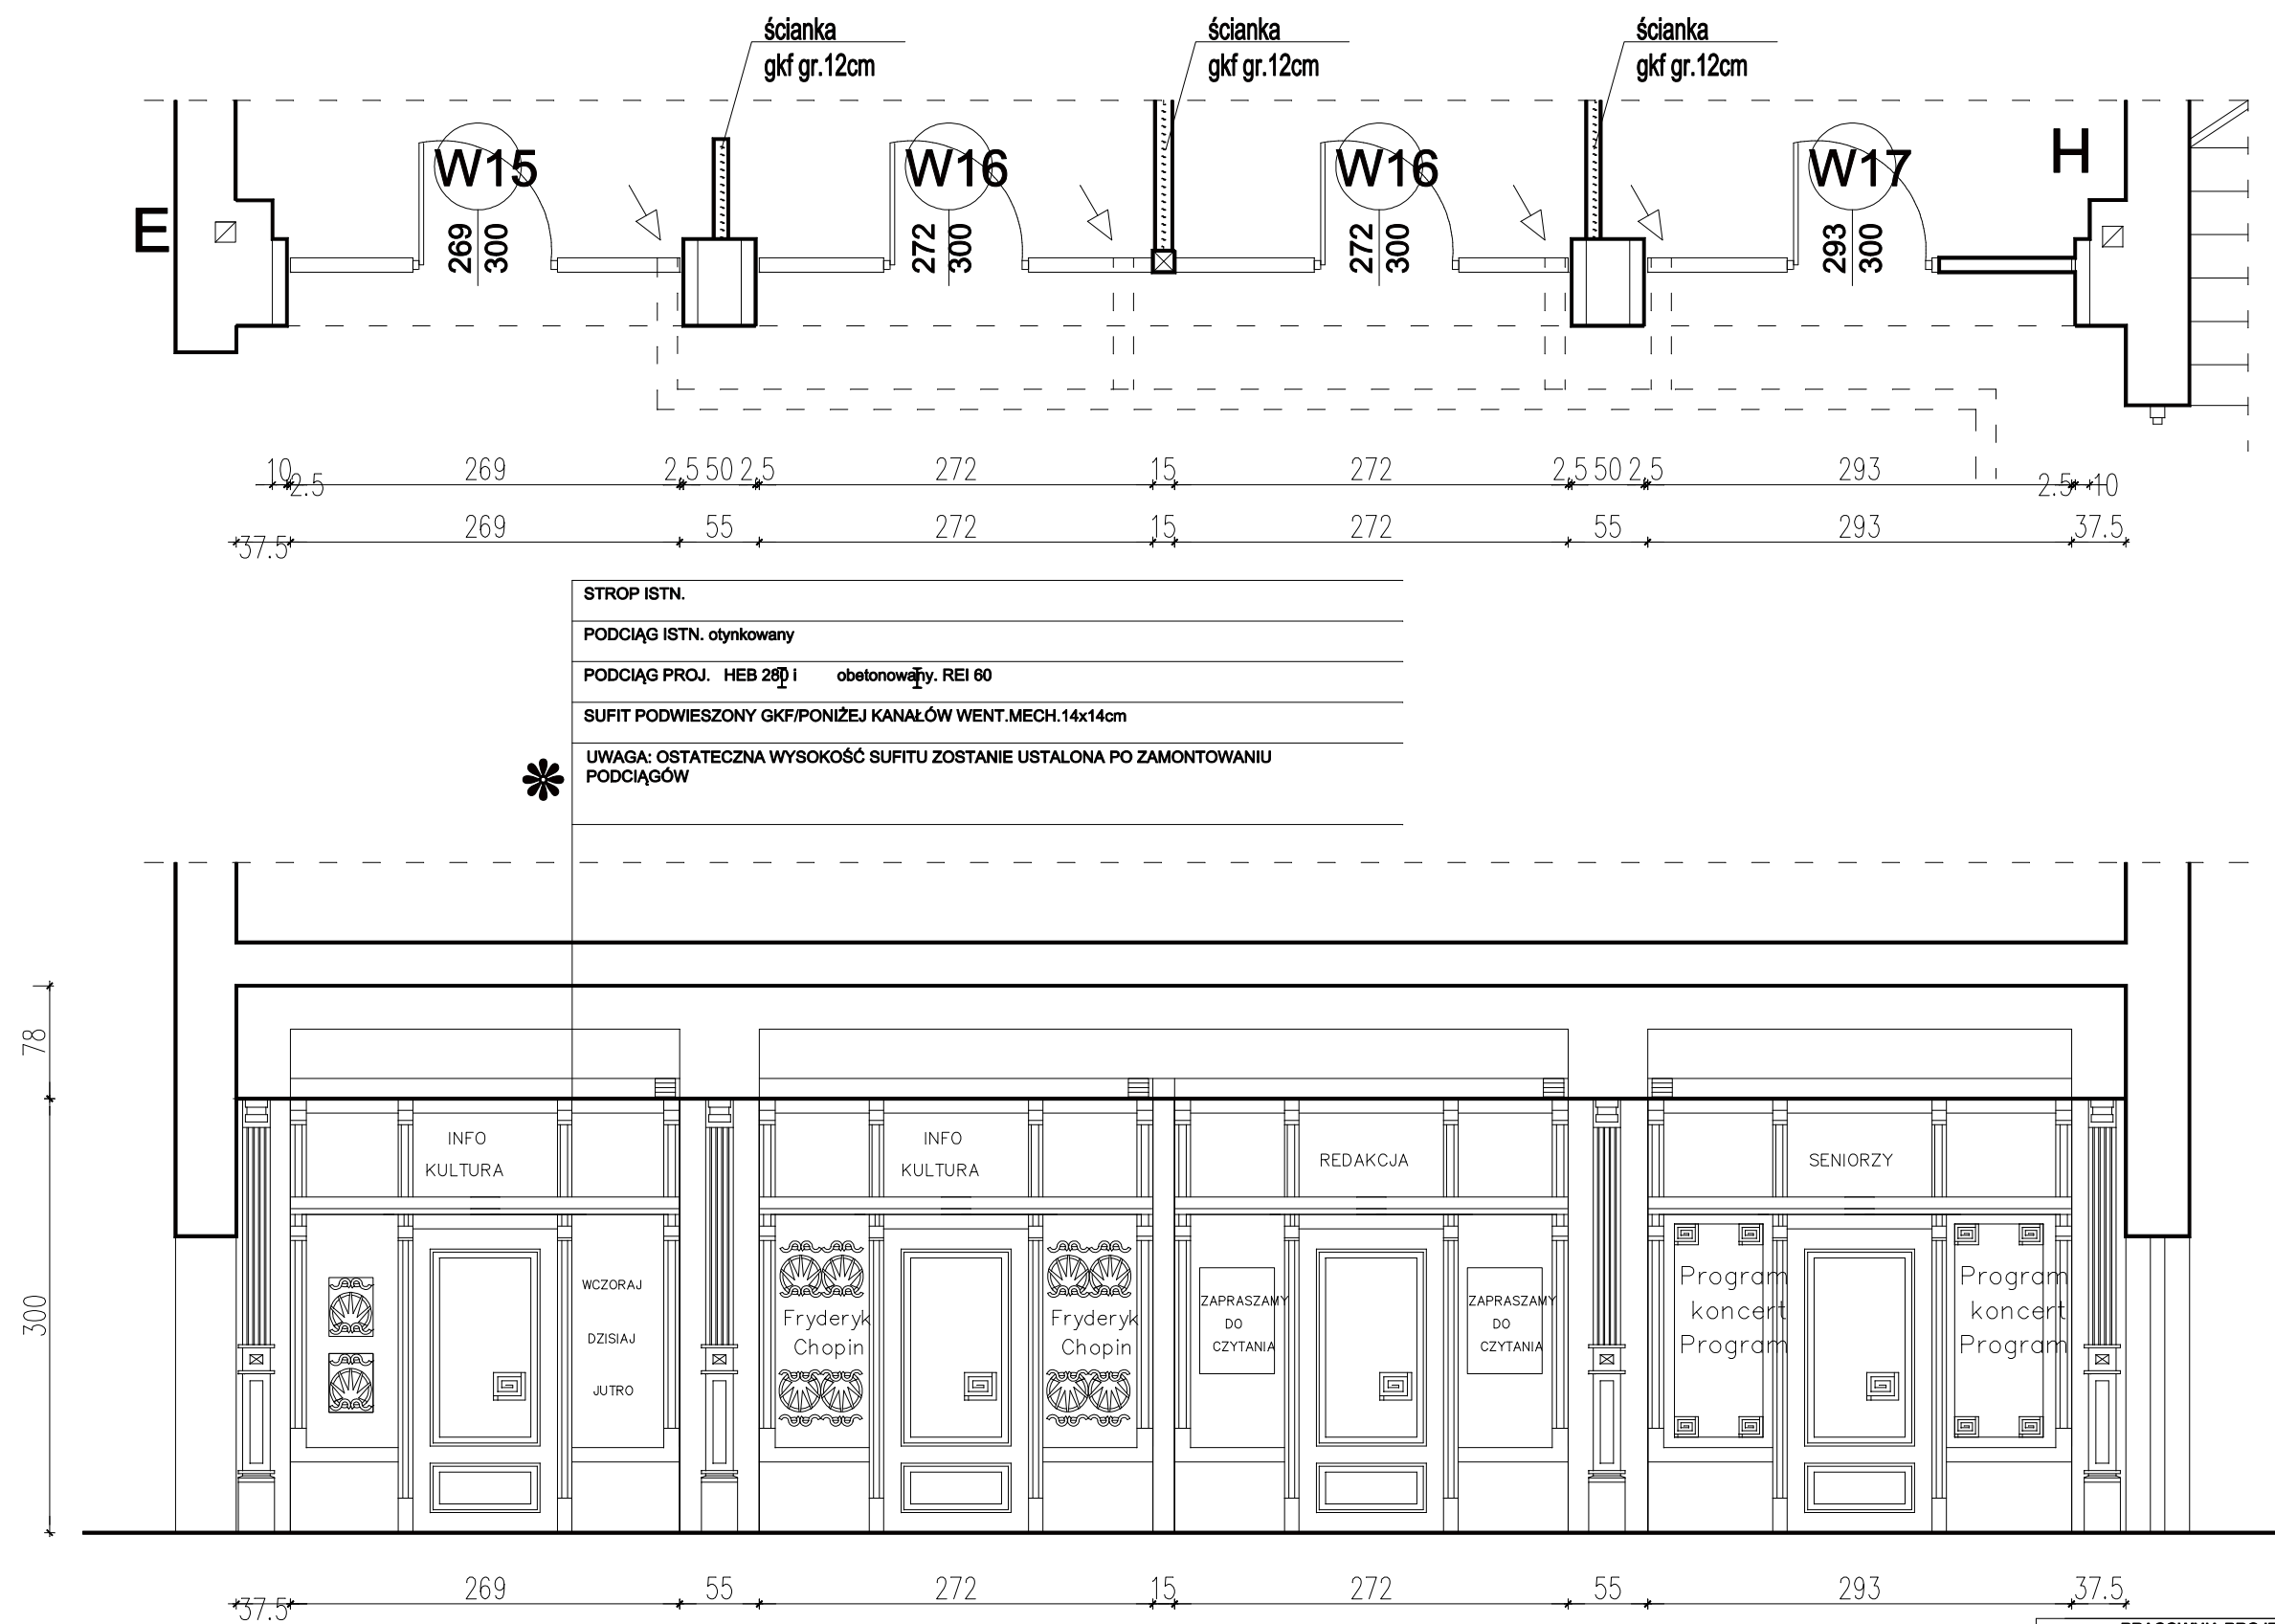 ścianka
gkf gr.12cm
ścianka
gkf gr.12cm
ścianka
gkf gr.12cm
E
W15
269
300
W16
272
300
W16
272
300
W17
293
300
H
10 2.5 269 2,5 50 2,5 272 15 272 2,5 50 2,5 293 2.5 10
37.5 269 55 272 15 272 55 293 37.5
STROP ISTN.
PODCIĄG ISTN. otynkowany
PODCIĄG PROJ. HEB 280 i obetonowany. REI 60
SUFIT PODWIESZONY GKF/PONIŻEJ KANAŁÓW WENT.MECH.14x14cm
UWAGA: OSTATECZNA WYSOKOŚĆ SUFITU ZOSTANIE USTALONA PO ZAMONTOWANIU
PODCIĄGÓW
78
300
INFO
KULTURA
INFO
KULTURA
REDAKCJA
SENIORZY
WCZORAJ
DZISIAJ
JUTRO
Fryderyk
Chopin
Fryderyk
Chopin
ZAPRASZAMY
DO
CZYTANIA
ZAPRASZAMY
DO
CZYTANIA
Program
koncert
Program
Program
koncert
Program
37.5 269 55 272 15 272 55 293 37.5